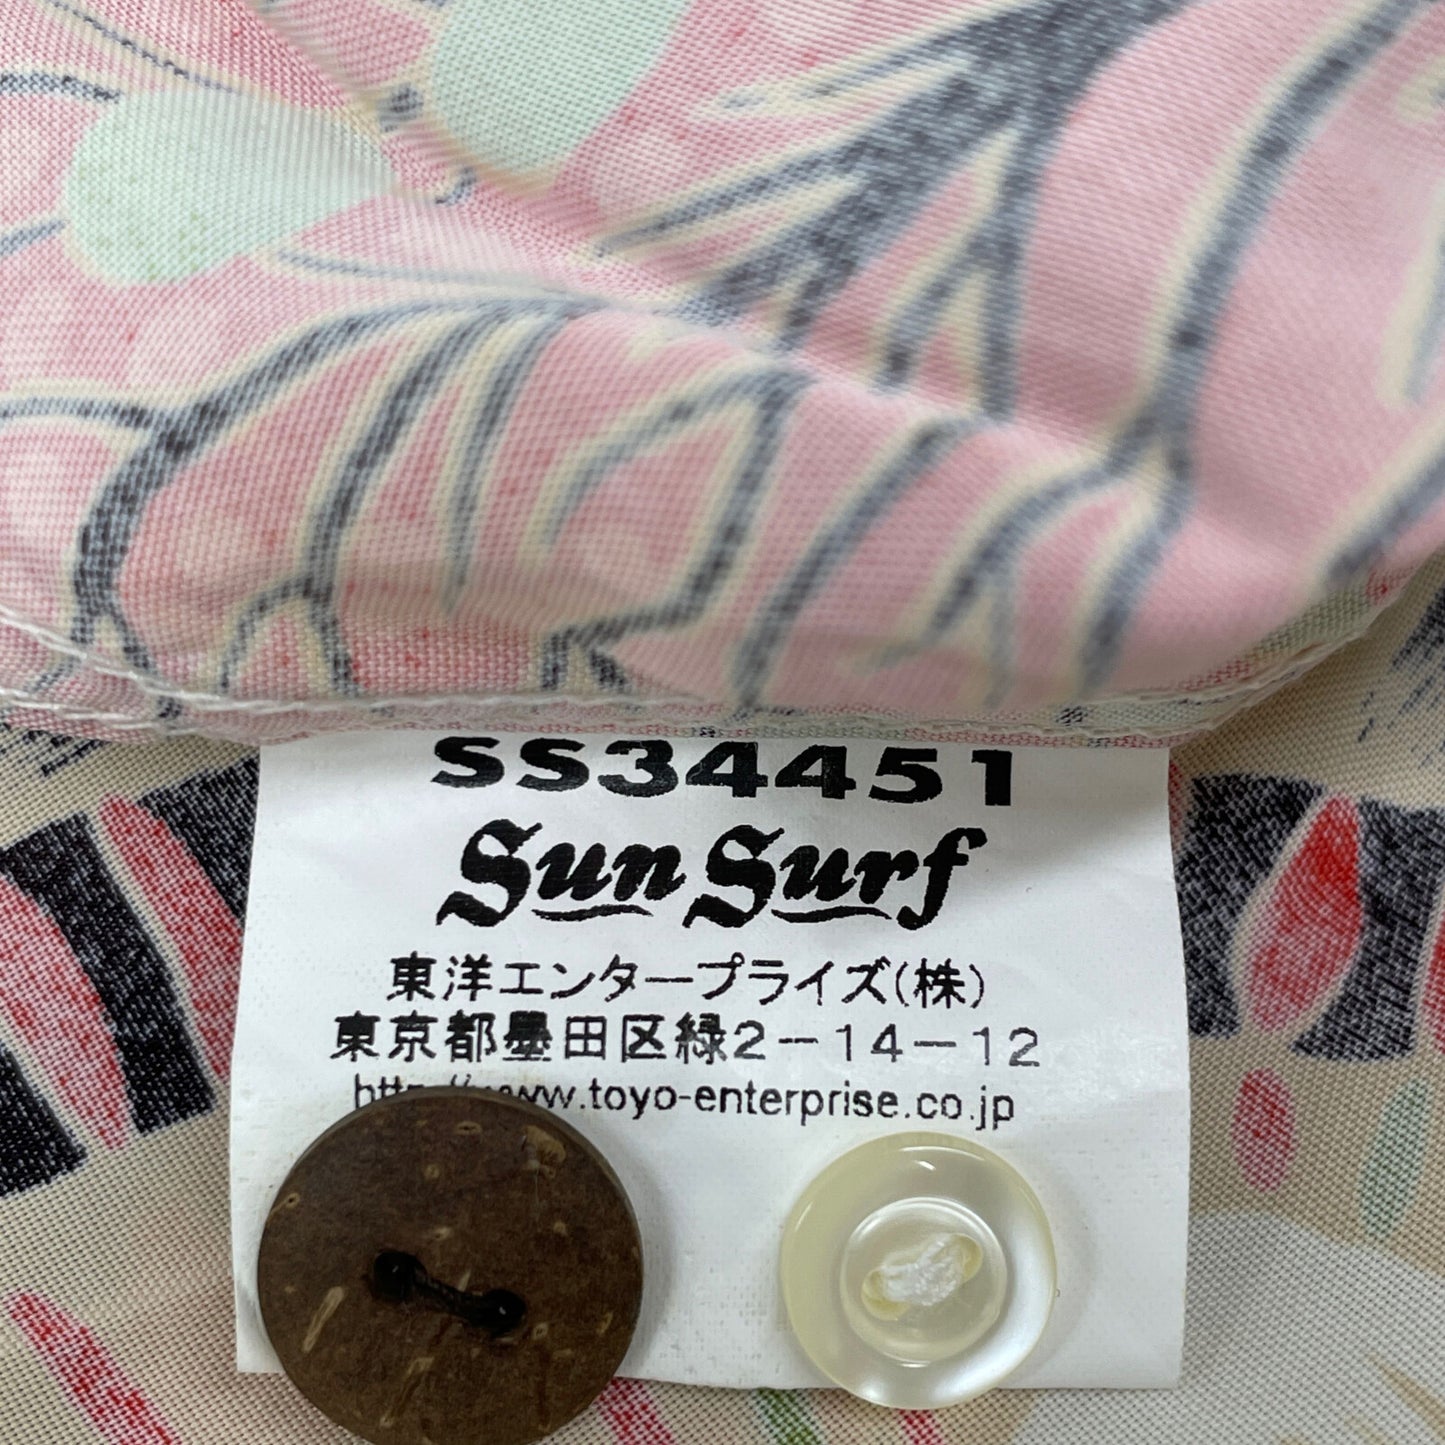 SS34451
Sun Surf
東洋エンタープライズ(株)
東京都墨田区緑2－14－12
http://www.toyo-enterprise.co.jp